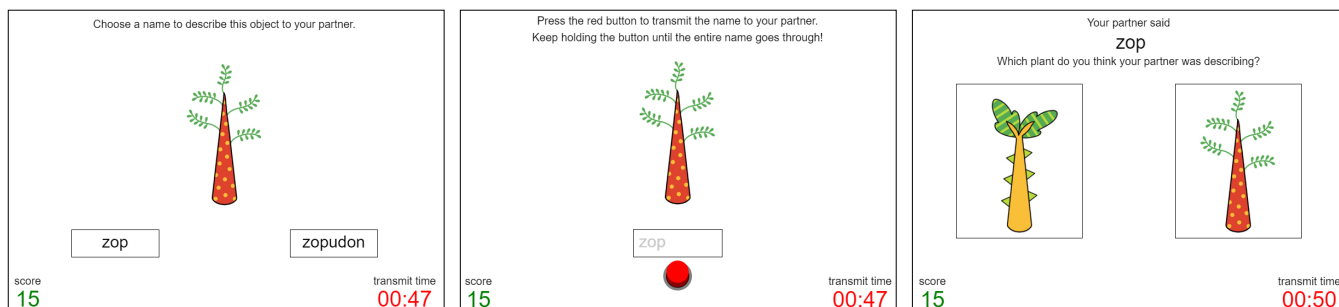 Choose a name to describe this object to your partner.
zop
zopudon
score
15
transmit time
00:47
Press the red button to transmit the name to your partner.
Keep holding the button until the entire name goes through!
zop
score
15
transmit time
00:47
Your partner said
zop
Which plant do you think your partner was describing?
score
15
transmit time
00:50